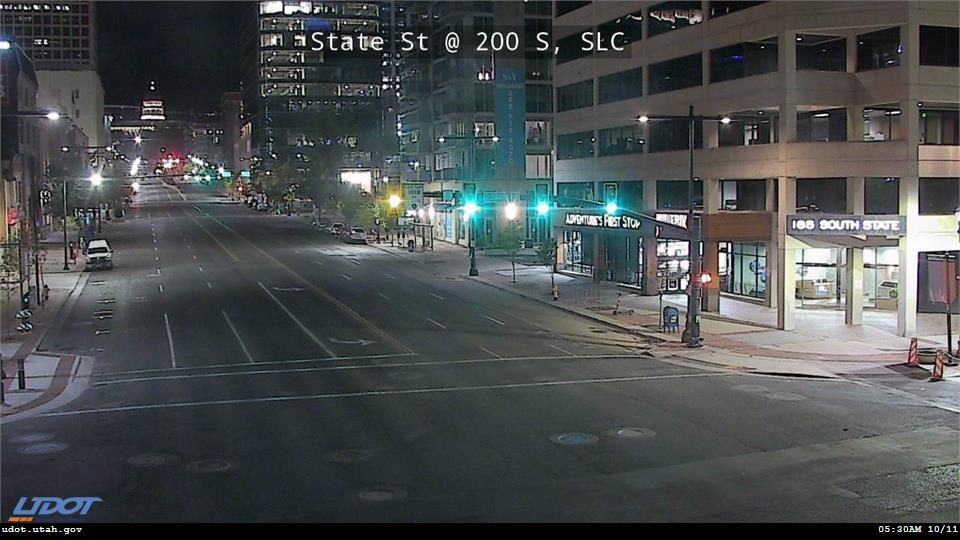 State St @ 200 S, SLC
ADVENTURE'S FIRST STOP
165 SOUTH STATE
UDOT
udot.utah.gov
05:30AM 10/11